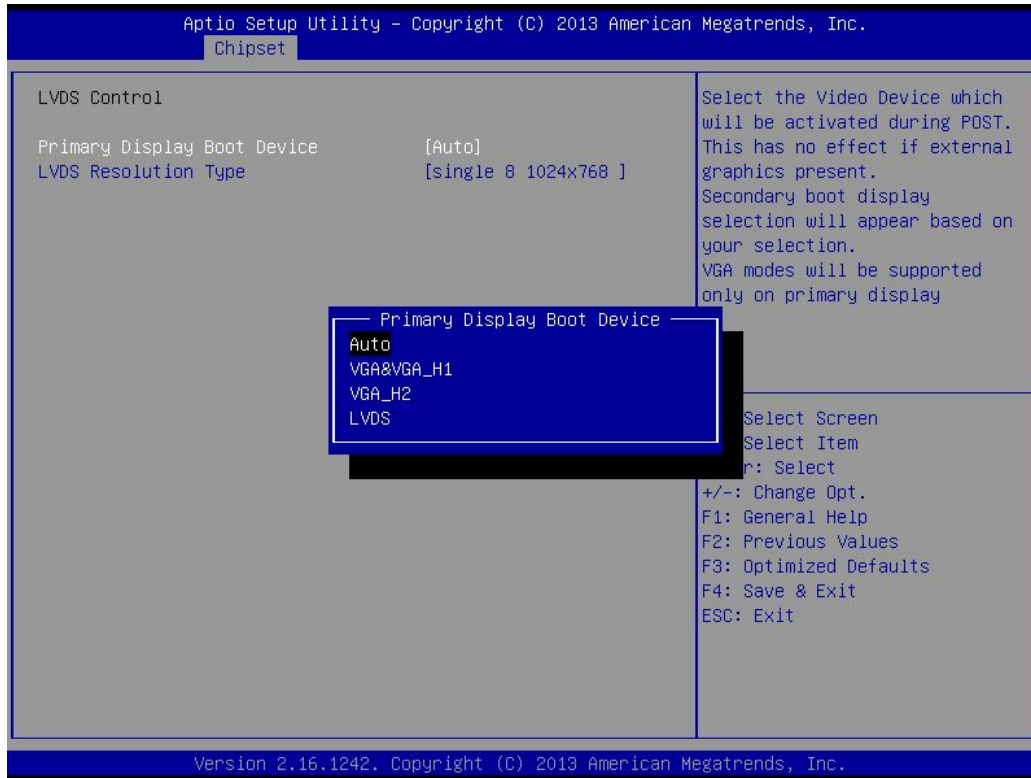 Aptio Setup Utility – Copyright (C) 2013 American Megatrends, Inc.
Chipset
LVDS Control
Primary Display Boot Device [Auto]
LVDS Resolution Type [single 8 1024x768 ]
Select the Video Device which
will be activated during POST.
This has no effect if external
graphics present.
Secondary boot display
selection will appear based on
your selection.
VGA modes will be supported
only on primary display
Primary Display Boot Device
Auto
VGA&VGA_H1
VGA_H2
LVDS
Select Screen
Select Item
r: Select
+/-: Change Opt.
F1: General Help
F2: Previous Values
F3: Optimized Defaults
F4: Save & Exit
ESC: Exit
Version 2.16.1242. Copyright (C) 2013 American Megatrends, Inc.